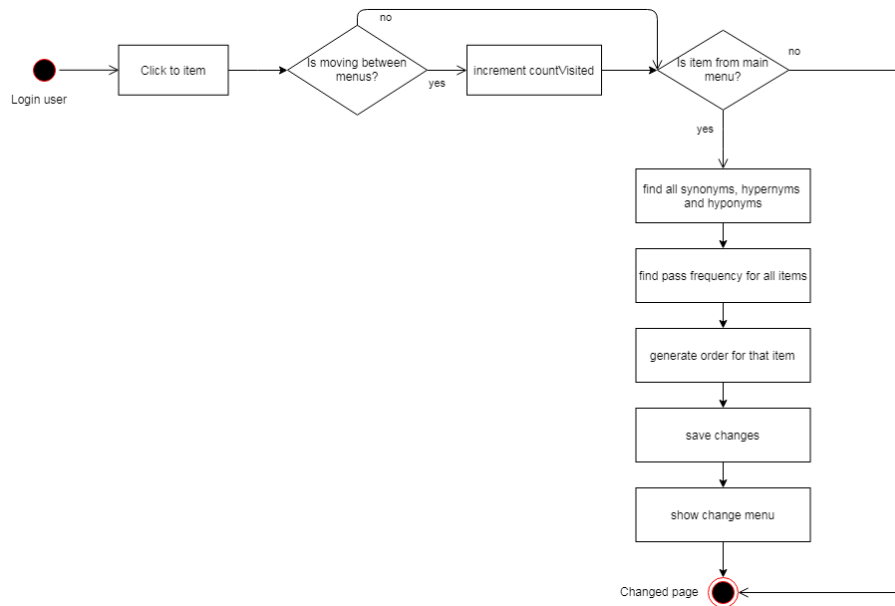 no
Is moving between
menus?
Is item from main
menu?
no
Click to item
increment countVisited
yes
Login user
yes
find all synonyms, hypernyms
and hyponyms
find pass frequency for all items
generate order for that item
save changes
show change menu
Changed page